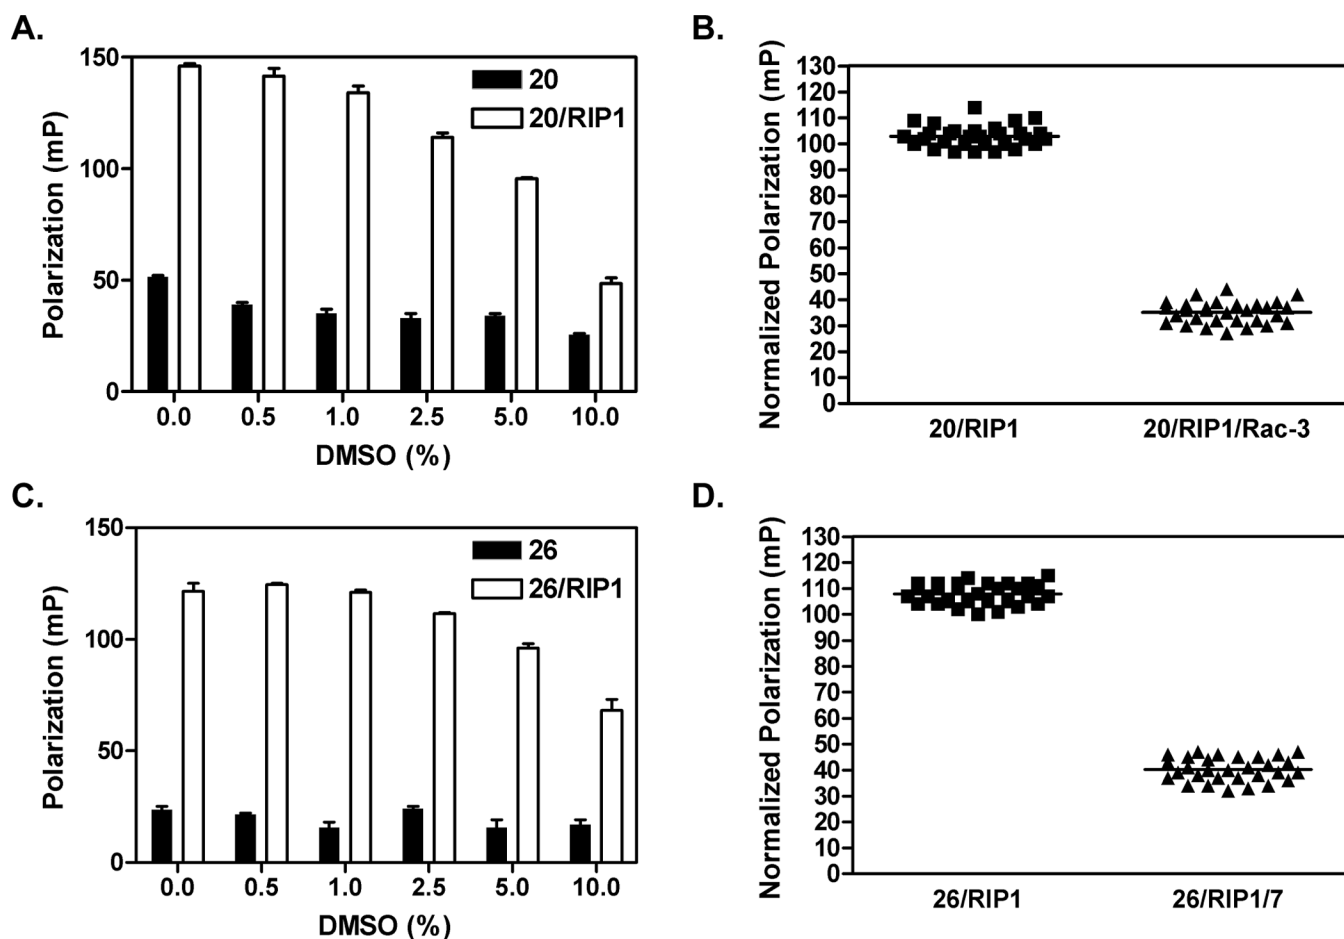 A.
Polarization (mP)
150
100
50
0
20
20/RIP1
0.0 0.5 1.0 2.5 5.0 10.0
DMSO (%)
B.
Normalized Polarization (mP)
130
120
110
100
90
80
70
60
50
40
30
20
10
0
20/RIP1 20/RIP1/Rac-3
C.
Polarization (mP)
150
100
50
0
26
26/RIP1
0.0 0.5 1.0 2.5 5.0 10.0
DMSO (%)
D.
Normalized Polarization (mP)
130
120
110
100
90
80
70
60
50
40
30
20
10
0
26/RIP1 26/RIP1/7